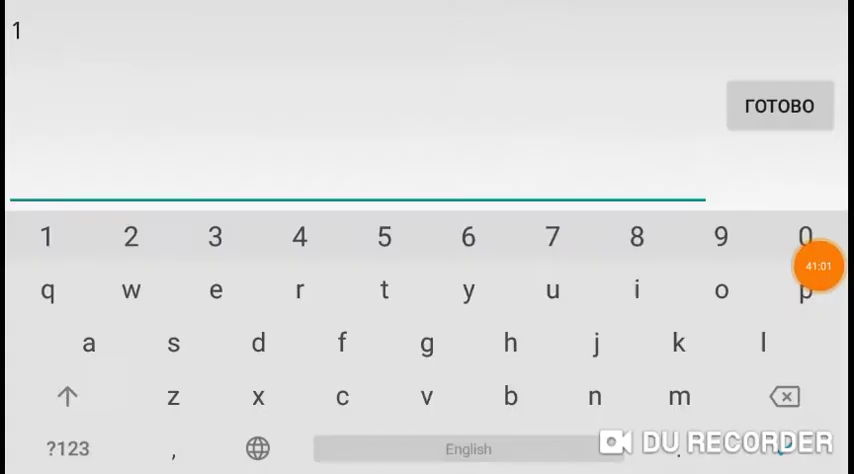 1
ГОТОВО
1 2 3 4 5 6 7 8 9 0
41:01
q w e r t y u i o p
a s d f g h j k l
z x c v b n m
?123 , English .
DU RECORDER